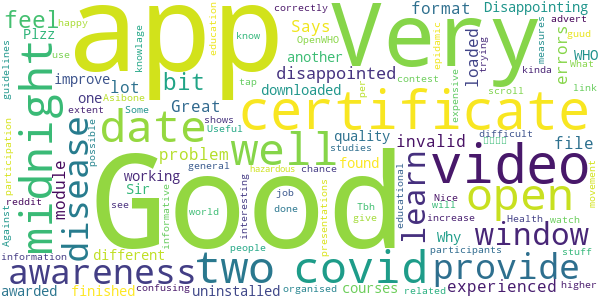 app
Very
Good
certificate
video
midnight
date
well
open
two
covid
provide
awareness
disease
learn
window
feel
Plzz
guidelines
happy
knowlage
education
know
use
bit
Says
OpenWHO
epidemic
format
Disappointing
advert
guud
errors
measures
WHO
What
kinda
correctly
loaded
trying
tap
contest
expensive
per
scroll
link
another
disappointed
downloaded
improve
lot
Great
one
Asibone
extent
Some
shows
Useful
possible
problem
quality
found
studies
invalid
file
difficult
module
participation
Against
reddit
information
see
working
Sir
different
general
hazardous
chance
interesting
informative
job
done
presentations
Tbh
give
educational
Why
Nice
increase
will
Health
watch
movement
world
people
participants
stuff
awarded
finished
confusing
uninstalled
organised
courses
related
experienced
higher